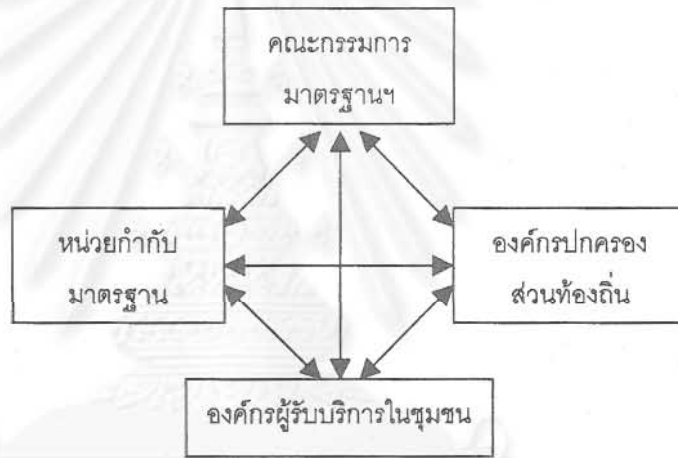 คณะกรรมการ
มาตรฐานฯ
หน่วยกำกับ
มาตรฐาน
องค์กรปกครอง
ส่วนท้องถิ่น
องค์กรผู้รับบริการในชุมชน